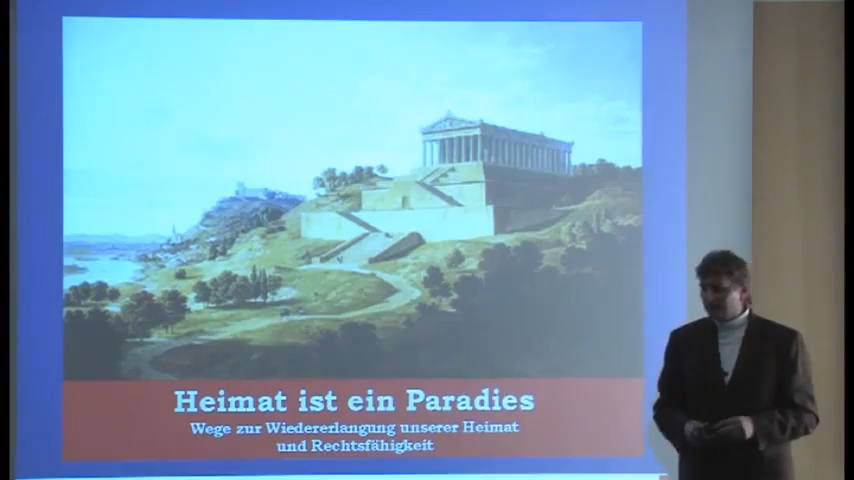 Heimat ist ein Paradies
Wege zur Wiedererlangung unserer Heimat
und Rechtsfähigkeit